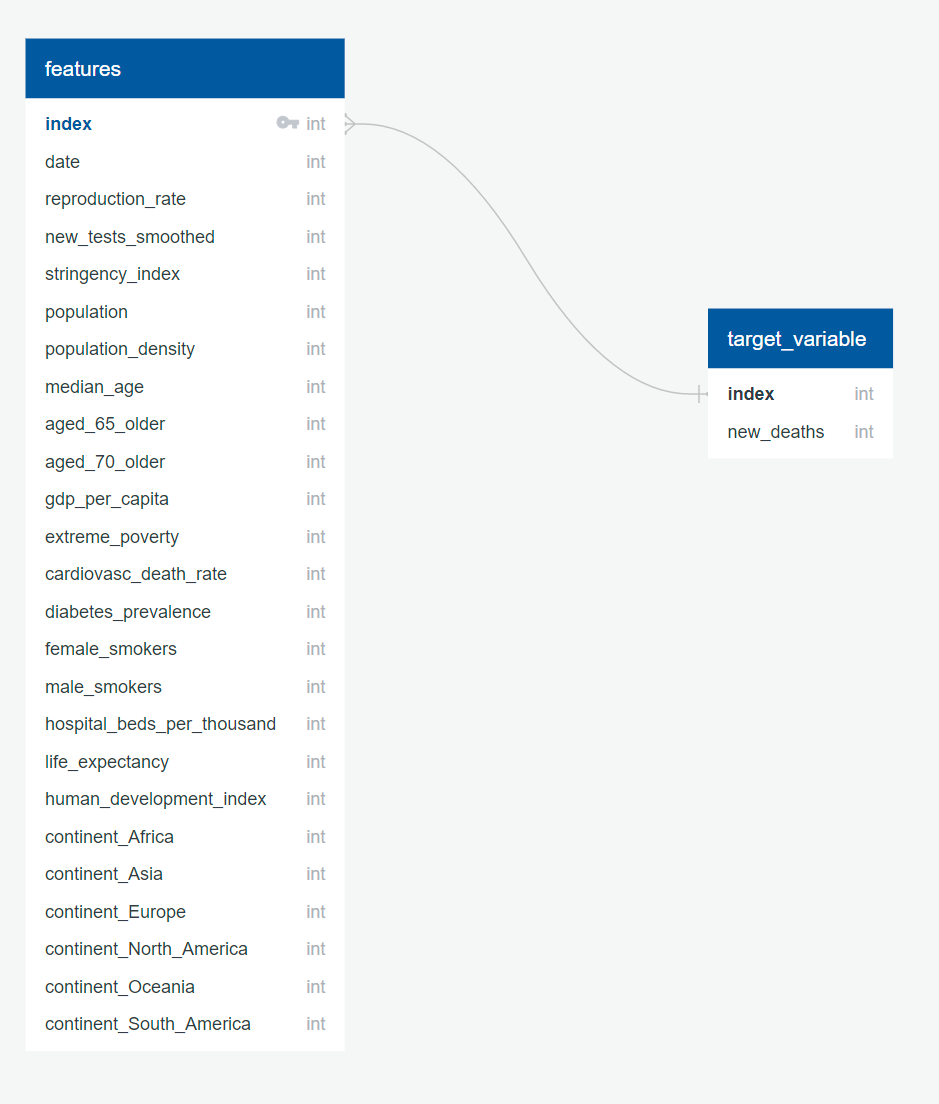 features
index int
date int
reproduction_rate int
new_tests_smoothed int
stringency_index int
population int
population_density int
median_age int
aged_65_older int
aged_70_older int
gdp_per_capita int
extreme_poverty int
cardiovasc_death_rate int
diabetes_prevalence int
female_smokers int
male_smokers int
hospital_beds_per_thousand int
life_expectancy int
human_development_index int
continent_Africa int
continent_Asia int
continent_Europe int
continent_North_America int
continent_Oceania int
continent_South_America int
target_variable
index int
new_deaths int